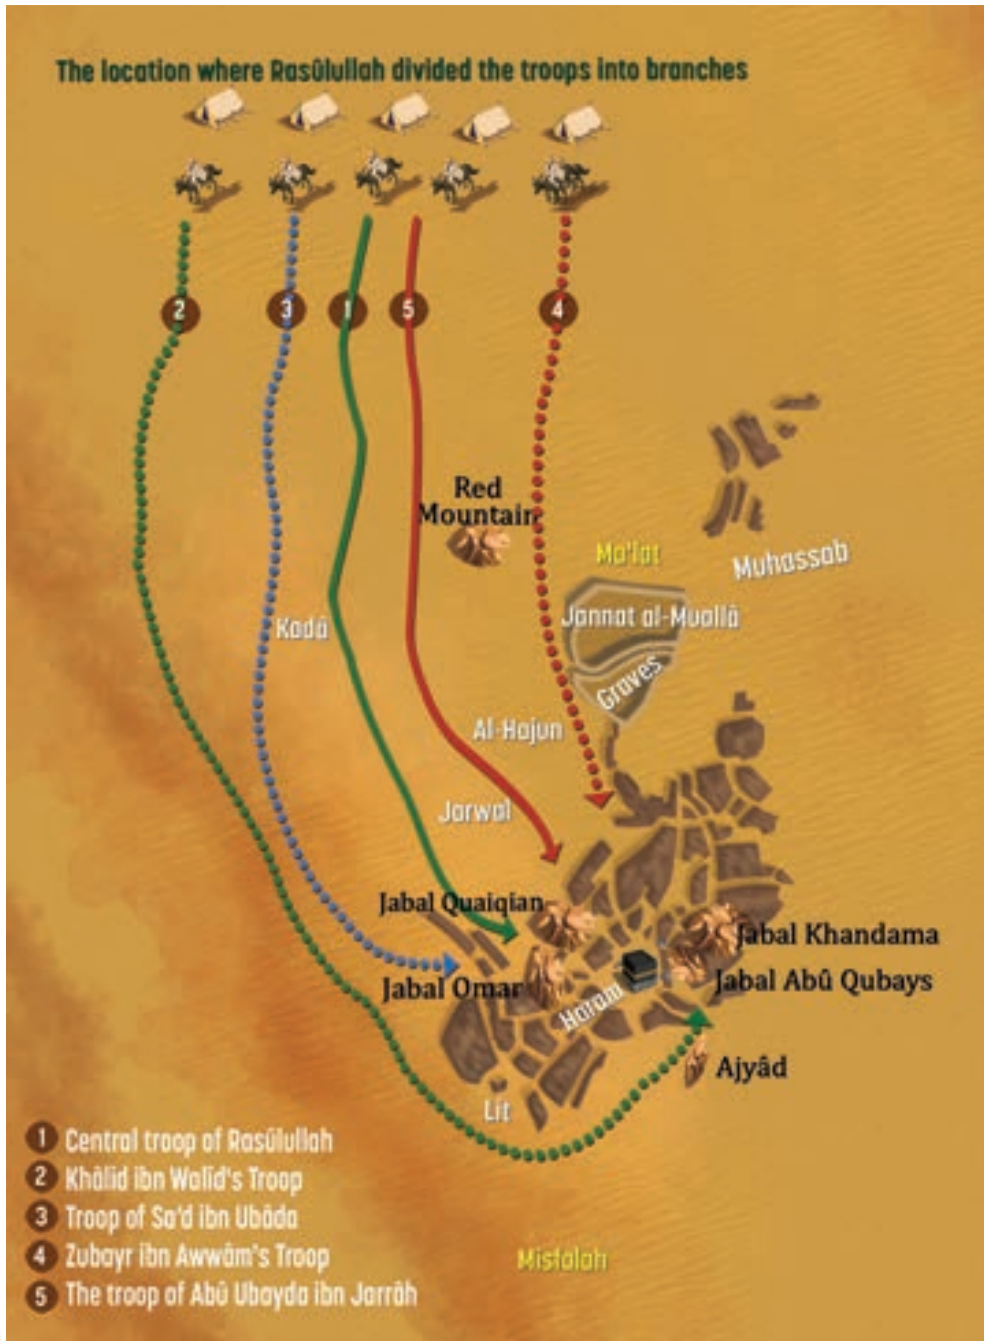 The location where Rasûlullah divided the troops into branches
2
3
1
5
4
Red
Mountain
Ma'lat
Muhassab
Jannat al-Muallâ
Kadâ
Graves
Al-Hajun
Jarwal
Jabal Quaiqian
Jabal Khandama
Jabal Omar
Jabal Abû Qubays
Haram
Ajyâd
Lit
1 Central troop of Rasûlullah
2 Khâlid ibn Walîd's Troop
3 Troop of Sa'd ibn Ubâda
4 Zubayr ibn Awwâm's Troop
5 The troop of Abû Ubayda ibn Jarrâh
Misfalah